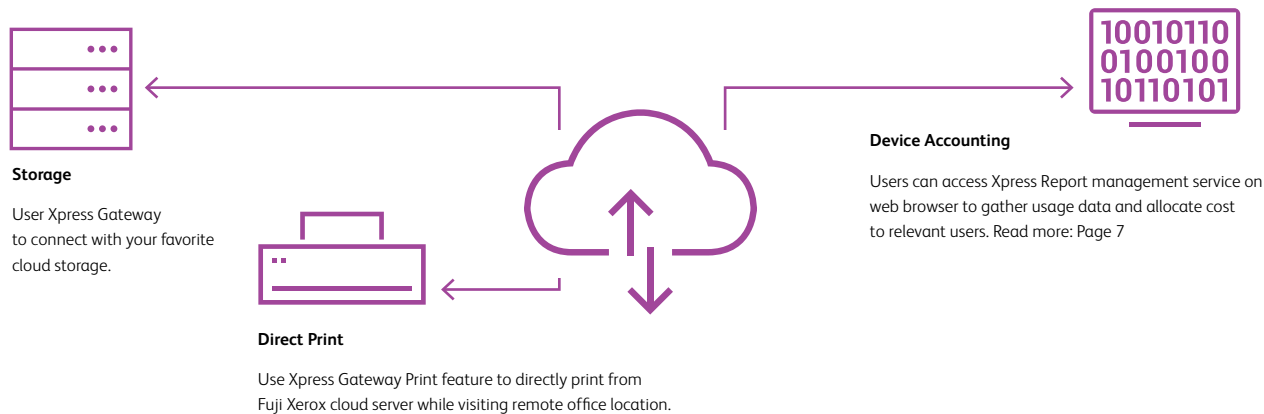 10010110
0100100
10110101
Storage
User Xpress Gateway
to connect with your favorite
cloud storage.
Direct Print
Use Xpress Gateway Print feature to directly print from
Fuji Xerox cloud server while visiting remote office location.
Device Accounting
Users can access Xpress Report management service on
web browser to gather usage data and allocate cost
to relevant users. Read more: Page 7